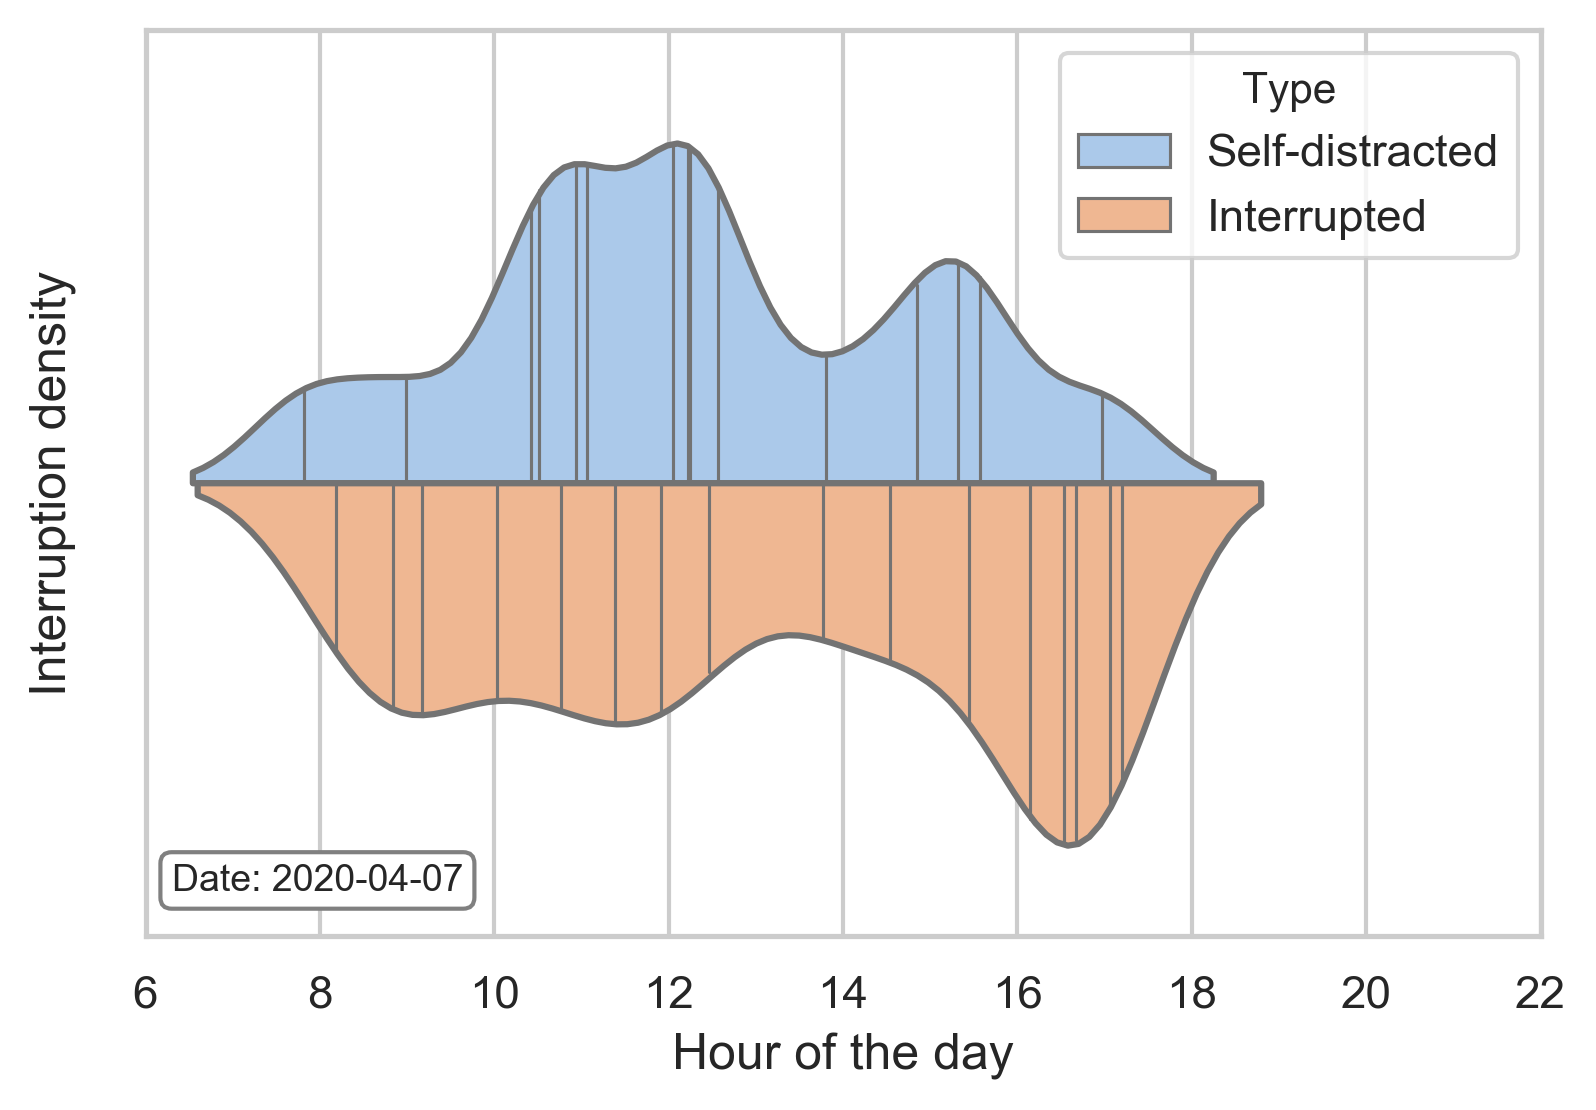 Type
Self-distracted
Interrupted
Interruption density
Date: 2020-04-07
6 8 10 12 14 16 18 20 22
Hour of the day